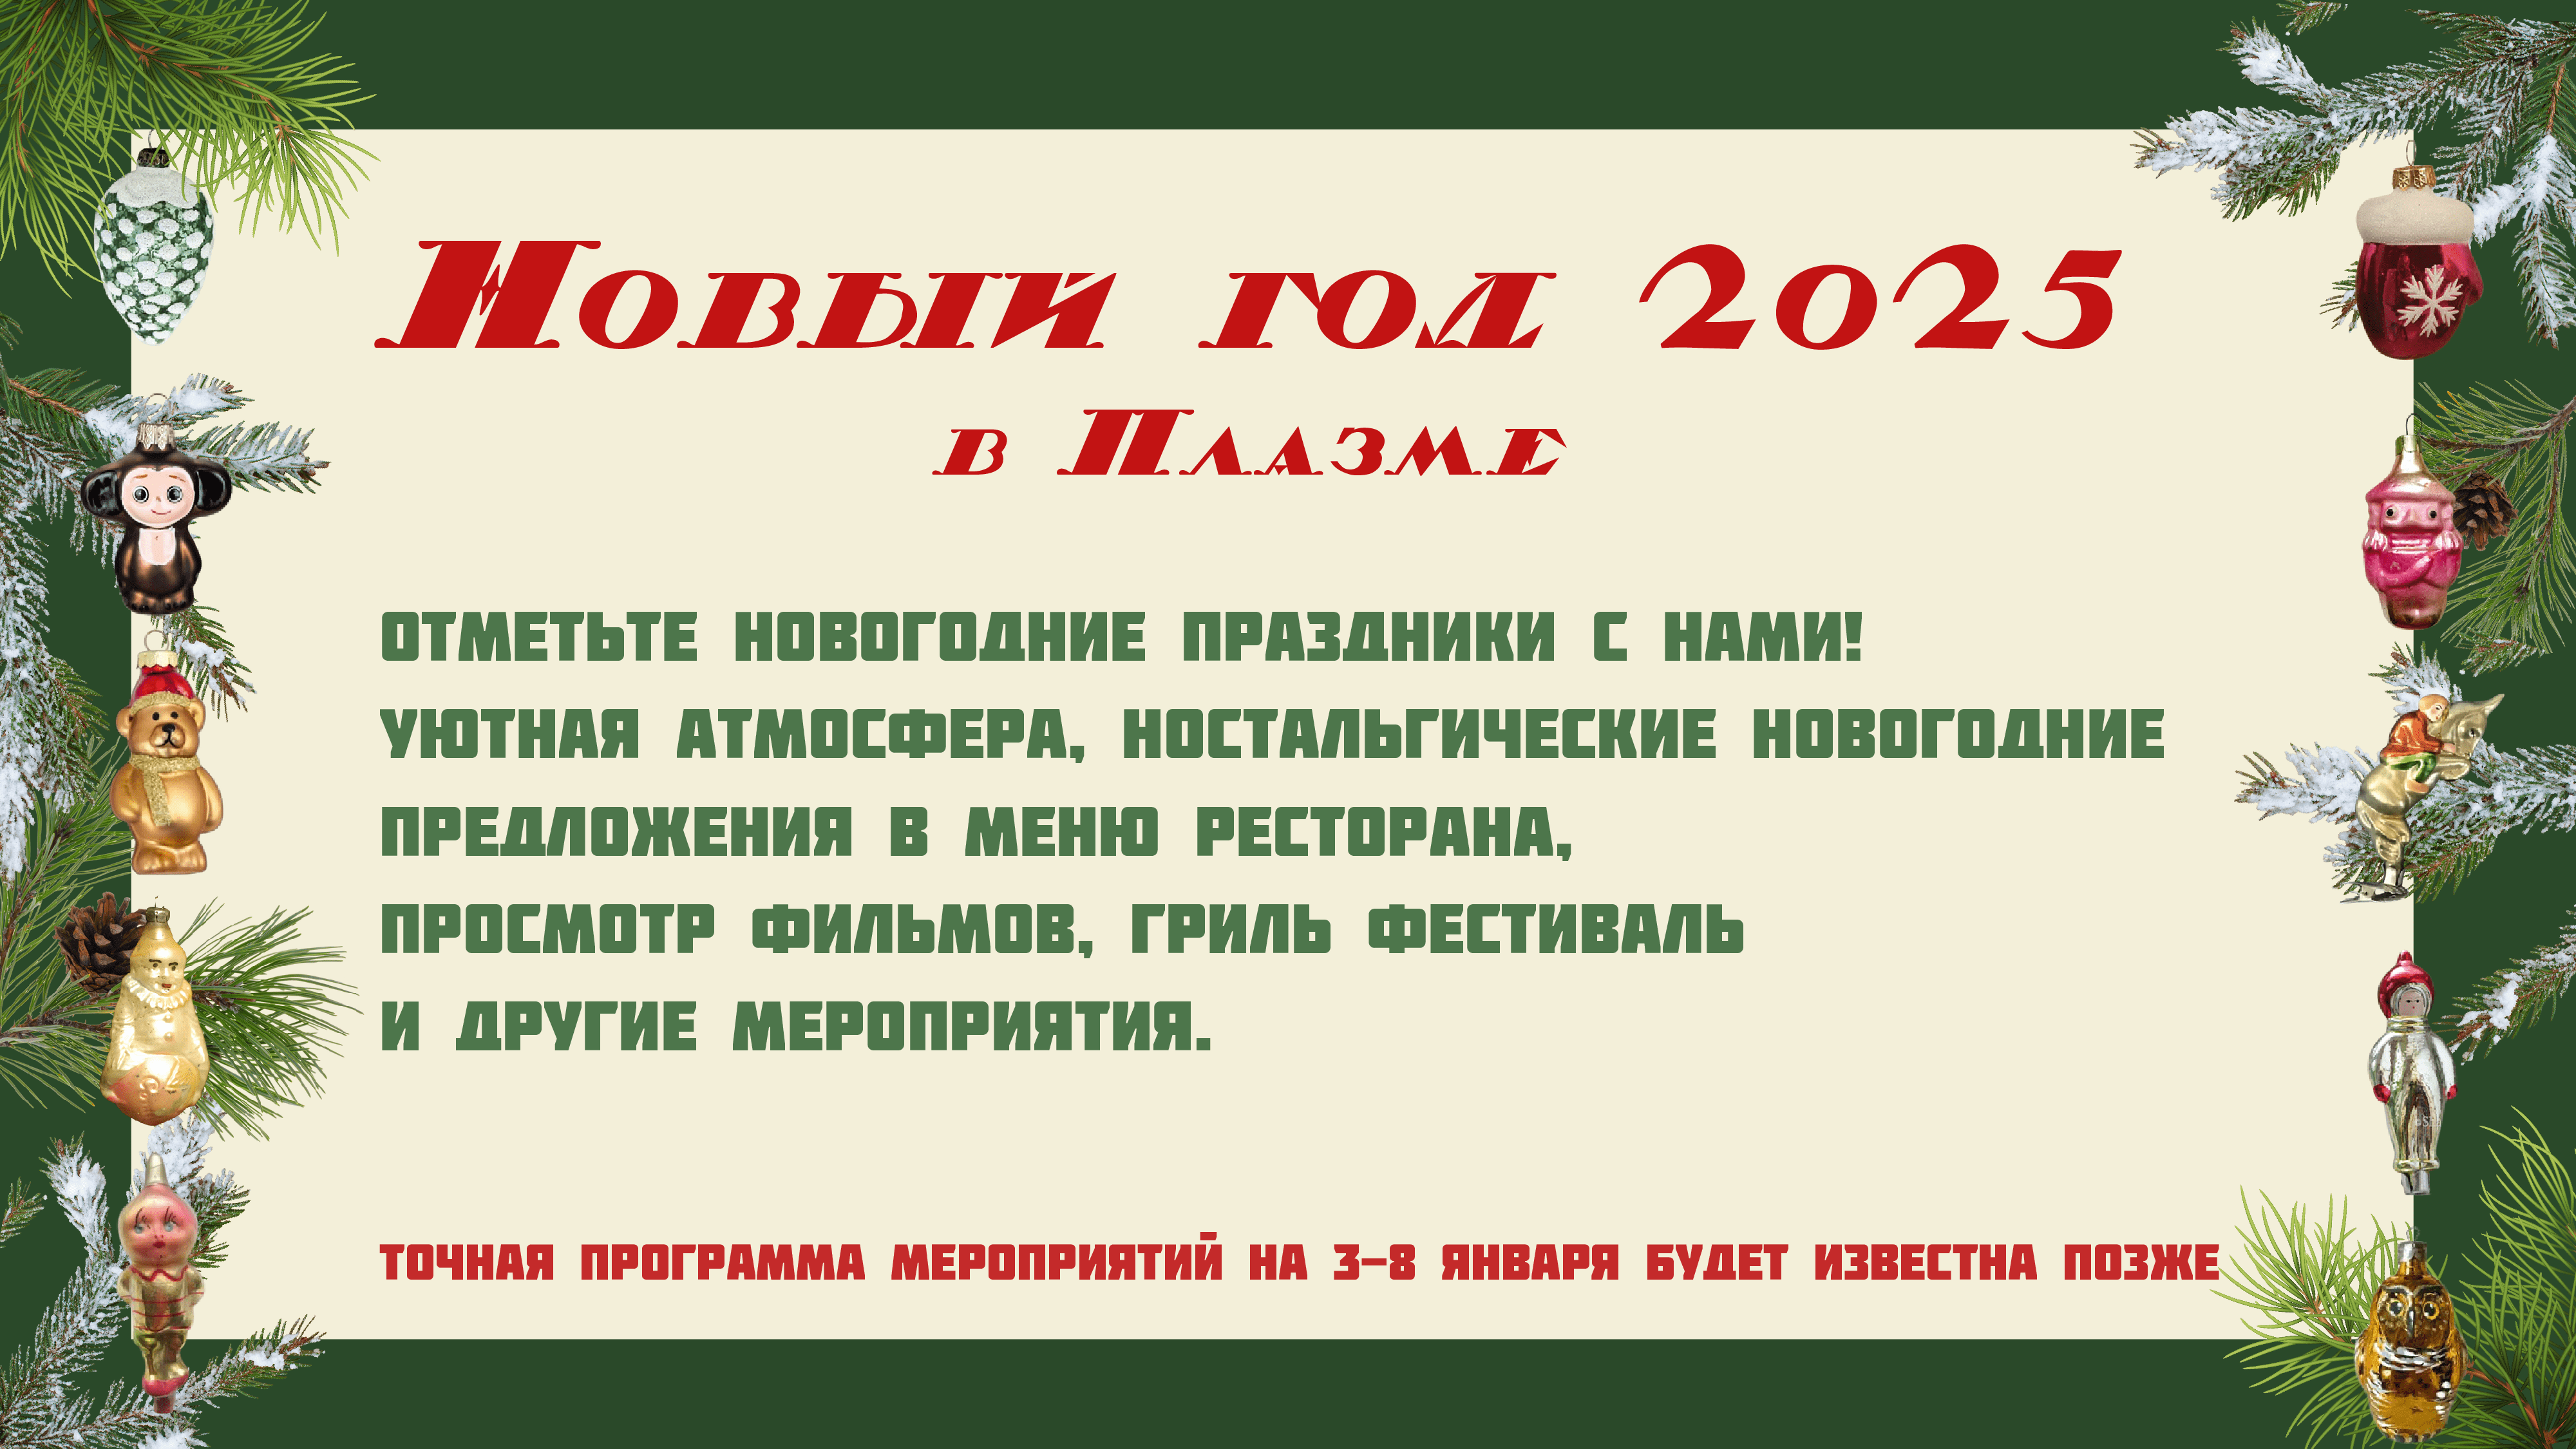 Новый год 2025
в Плазме
ОТМЕТЬТЕ НОВОГОДНИЕ ПРАЗДНИКИ С НАМИ!
УЮТНАЯ АТМОСФЕРА, НОСТАЛЬГИЧЕСКИЕ НОВОГОДНИЕ
ПРЕДЛОЖЕНИЯ В МЕНЮ РЕСТОРАНА,
ПРОСМОТР ФИЛЬМОВ, ГРИЛЬ ФЕСТИВАЛЬ
И ДРУГИЕ МЕРОПРИЯТИЯ.
ТОЧНАЯ ПРОГРАММА МЕРОПРИЯТИЙ НА 3–8 ЯНВАРЯ БУДЕТ ИЗВЕСТНА ПОЗЖЕ